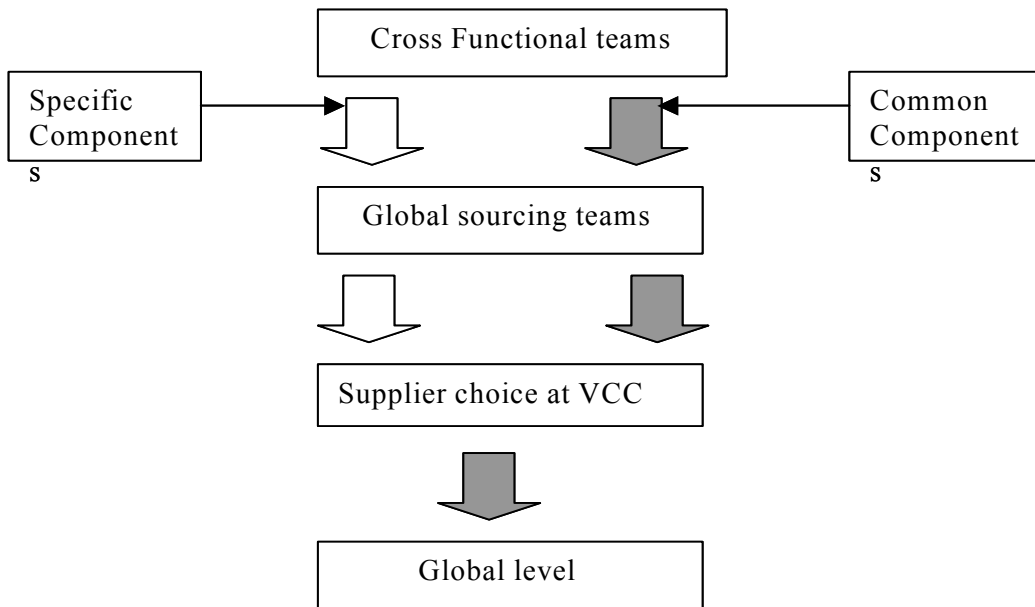 Cross Functional teams
Specific
Component
s
Common
Component
s
Global sourcing teams
Supplier choice at VCC
Global level